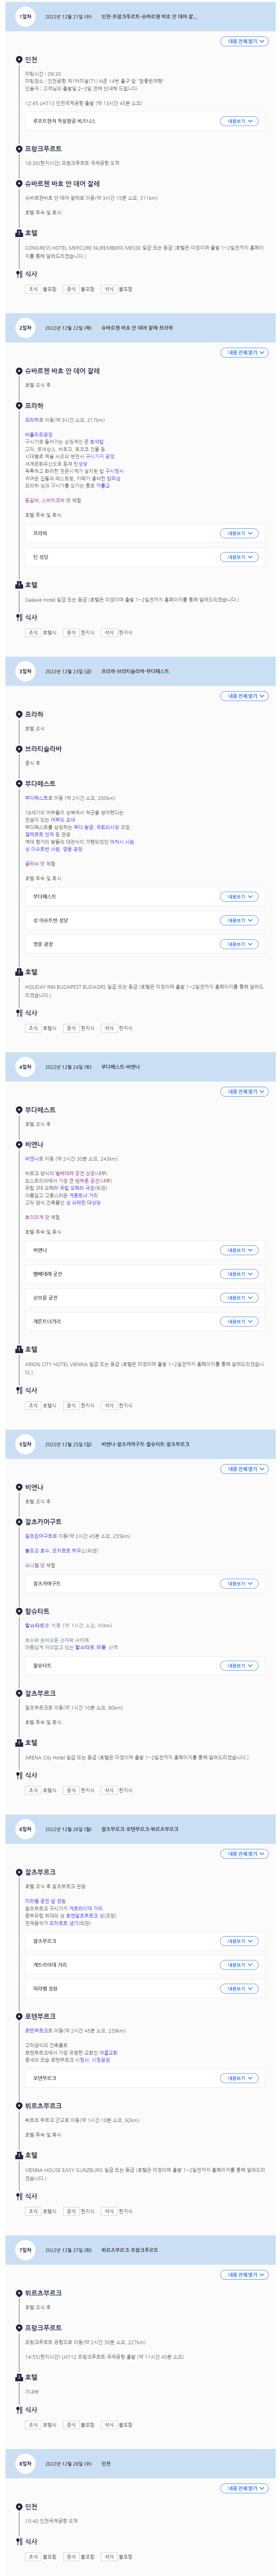 1일차 2022년 12월 21일 (수) 인천-프랑크푸르트-슈바르첸 바흐 안 데어 잘...
내용 전체 열기
인천
미팅시간 : 09:30
미팅장소 : 인천공항 제1터미널(T1) N존 14번 출구 앞 "참좋은여행"
인솔자 : 고객님의 출발일 2~3일 전에 안내해 드립니다.
12:45 LH713 인천국제공항 출발 (약 13시간 45분 소요)
루프트한자 독일항공 비즈니스 내용보기
프랑크푸르트
18:30(현지시간) 프랑크푸르트 국제공항 도착
슈바르첸 바흐 안 데어 잘레
슈바르첸바흐 안 데어 잘레로 이동(약 3시간 15분 소요, 311km)
호텔 투숙 및 휴식
호텔
CONGRESS HOTEL MERCURE NUREMBERG MESSE 일급 또는 동급 (호텔은 미정이며 출발 1~2일전까지 홈페이
지를 통해 알려드리겠습니다.)
식사
조식 불포함 중식 불포함 석식 불포함
2일차 2022년 12월 22일 (목) 슈바르첸 바흐 안 데어 잘레-프라하
내용 전체 열기
슈바르첸 바흐 안 데어 잘레
호텔 조식 후
프라하
프라하로 이동(약 3시간 소요, 217km)
바츨라프광장
구시가로 들어가는 상징적인 문 화약탑
고딕, 르네상스, 바로크, 로코코 건물 등
시대별로 예술 사조의 변천사 구시가지 광장
세계문화유산으로 등재 틴성당
독특하고 화려한 천문시계가 설치된 탑 구시청사
귀여운 집들과 레스토랑, 카페가 즐비한 캄파섬
프라하 성과 구시가를 오가는 통로 까를교
등갈비, 스비치코바 맛 체험
호텔 투숙 및 휴식
프라하 내용보기
틴 성당 내용보기
호텔
Galaxie Hotel 일급 또는 동급 (호텔은 미정이며 출발 1~2일전까지 홈페이지를 통해 알려드리겠습니다.)
식사
조식 호텔식 중식 현지식 석식 현지식
3일차 2022년 12월 23일 (금) 프라하-브라티슬라바-부다페스트
내용 전체 열기
프라하
호텔 조식
브라티슬라바
중식 후
부다페스트
부다페스트로 이동 (약 2시간 소요, 200km)
18세기의 어부들이 성벽에서 적군을 방어했다는
전설이 있는 어부의 요새
부다페스트를 상징하는 부다 왕궁, 국회의사당 조망,
겔레르트 언덕 등 관광
역대 헝가리 왕들의 대관식이 거행되었던 마차시 사원
성 이슈트반 사원, 영웅 광장
굴라쉬 맛 체험
호텔 투숙 및 휴식
부다페스트 내용보기
성 이슈트반 성당 내용보기
영웅 광장 내용보기
호텔
HOLIDAY INN BUDAPEST BUDAORS 일급 또는 동급 (호텔은 미정이며 출발 1~2일전까지 홈페이지를 통해 알려드
리겠습니다.)
식사
조식 호텔식 중식 현지식 석식 현지식
4일차 2022년 12월 24일 (토) 부다페스트-비엔나
내용 전체 열기
부다페스트
호텔 조식 후
비엔나
비엔나로 이동 (약 2시간 30분 소요, 243km)
바로크 양식의 벨베데레 궁전 상궁(내부)
오스트리아에서 가장 큰 쉔부른 궁전(내부)
유럽 3대 오페라 국립 오페라 극장(외관)
아름답고 고풍스러운 게른트너 거리
고딕 양식 건축물인 성 슈테판 대성당
호이리게 맛 체험
호텔 투숙 및 휴식
비엔나 내용보기
벨베데레 궁전 내용보기
쉔브룬 궁전 내용보기
게른트너거리 내용보기
호텔
ARION CITY HOTEL VIENNA 일급 또는 동급 (호텔은 미정이며 출발 1~2일전까지 홈페이지를 통해 알려드리겠습니
다.)
식사
조식 호텔식 중식 현지식 석식 현지식
5일차 2022년 12월 25일 (일) 비엔나-잘츠카머구트-할슈타트-잘츠부르크
내용 전체 열기
비엔나
호텔 조식 후
잘츠카머구트
잘츠캄머구트로 이동(약 2시간 45분 소요, 255km)
볼프강 호수, 모차르트 하우스(외관)
슈니첼 맛 체험
잘츠카머구트 내용보기
할슈타트
할슈타트로 이동 (약 1시간 소요, 60km)
호수와 솟아오른 산자락 사이에
아름답게 자리잡고 있는 할슈타트 마을 산책
할슈타트 내용보기
잘츠부르크
잘츠부르크로 이동(약 1시간 10분 소요, 80km)
호텔 투숙 및 휴식
호텔
ARENA City Hotel 일급 또는 동급 (호텔은 미정이며 출발 1~2일전까지 홈페이지를 통해 알려드리겠습니다.)
식사
조식 호텔식 중식 현지식 석식 현지식
6일차 2022년 12월 26일 (월) 잘츠부르크-로텐부르크-뷔르츠부르크
내용 전체 열기
잘츠부르크
호텔 조식 후 잘츠부르크 관광
미라벨 궁전 앞 정원
잘츠부르크 구시가지 게트라이데 거리
중부유럽 최대의 성 호엔잘츠부르크 성(조망)
천재음악가 모차르트 생가(외관)
잘츠부르크 내용보기
게트라이데 거리 내용보기
미라벨 정원 내용보기
로텐부르크
로텐부르크로 이동(약 2시간 45분 소요, 239km)
고딕양식의 건축물로
로텐부르크에서 가장 유명한 교회인 야콥교회
중세의 모습 로텐부르크 시청사, 시청광장
로텐부르크 내용보기
뷔르츠부르크
뷔르츠 부르크 근교로 이동(약 1시간 10분 소요, 92km)
호텔 투숙 및 휴식
호텔
VIENNA HOUSE EASY GUNZBURG 일급 또는 동급 (호텔은 미정이며 출발 1~2일전까지 홈페이지를 통해 알려드리
겠습니다.)
식사
조식 호텔식 중식 현지식 석식 현지식
7일차 2022년 12월 27일 (화) 뷔르츠부르크-프랑크푸르트
내용 전체 열기
뷔르츠부르크
호텔 조식 후
프랑크푸르트
프랑크푸르트 공항으로 이동(약 2시간 30분 소요, 227km)
14:55(현지시간) LH712 프랑크푸르트 국제공항 출발 (약 11시간 45분 소요)
호텔
기내박
식사
조식 호텔식 중식 불포함 석식 불포함
8일차 2022년 12월 28일 (수) 인천
내용 전체 열기
인천
10:40 인천국제공항 도착
식사
조식 불포함 중식 불포함 석식 불포함